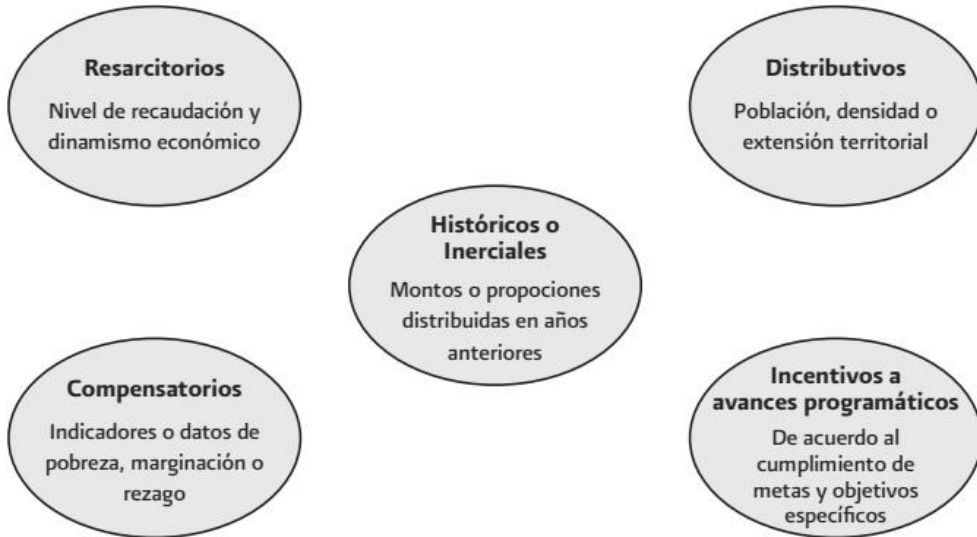 Resarcitorios
Nivel de recaudación y
dinamismo económico
Distributivos
Población, densidad o
extensión territorial
Históricos o
Inerciales
Montos o propociones
distribuidas en años
anteriores
Compensatorios
Indicadores o datos de
pobreza, marginación o
rezago
Incentivos a
avances programáticos
De acuerdo al
cumplimiento de
metas y objetivos
específicos